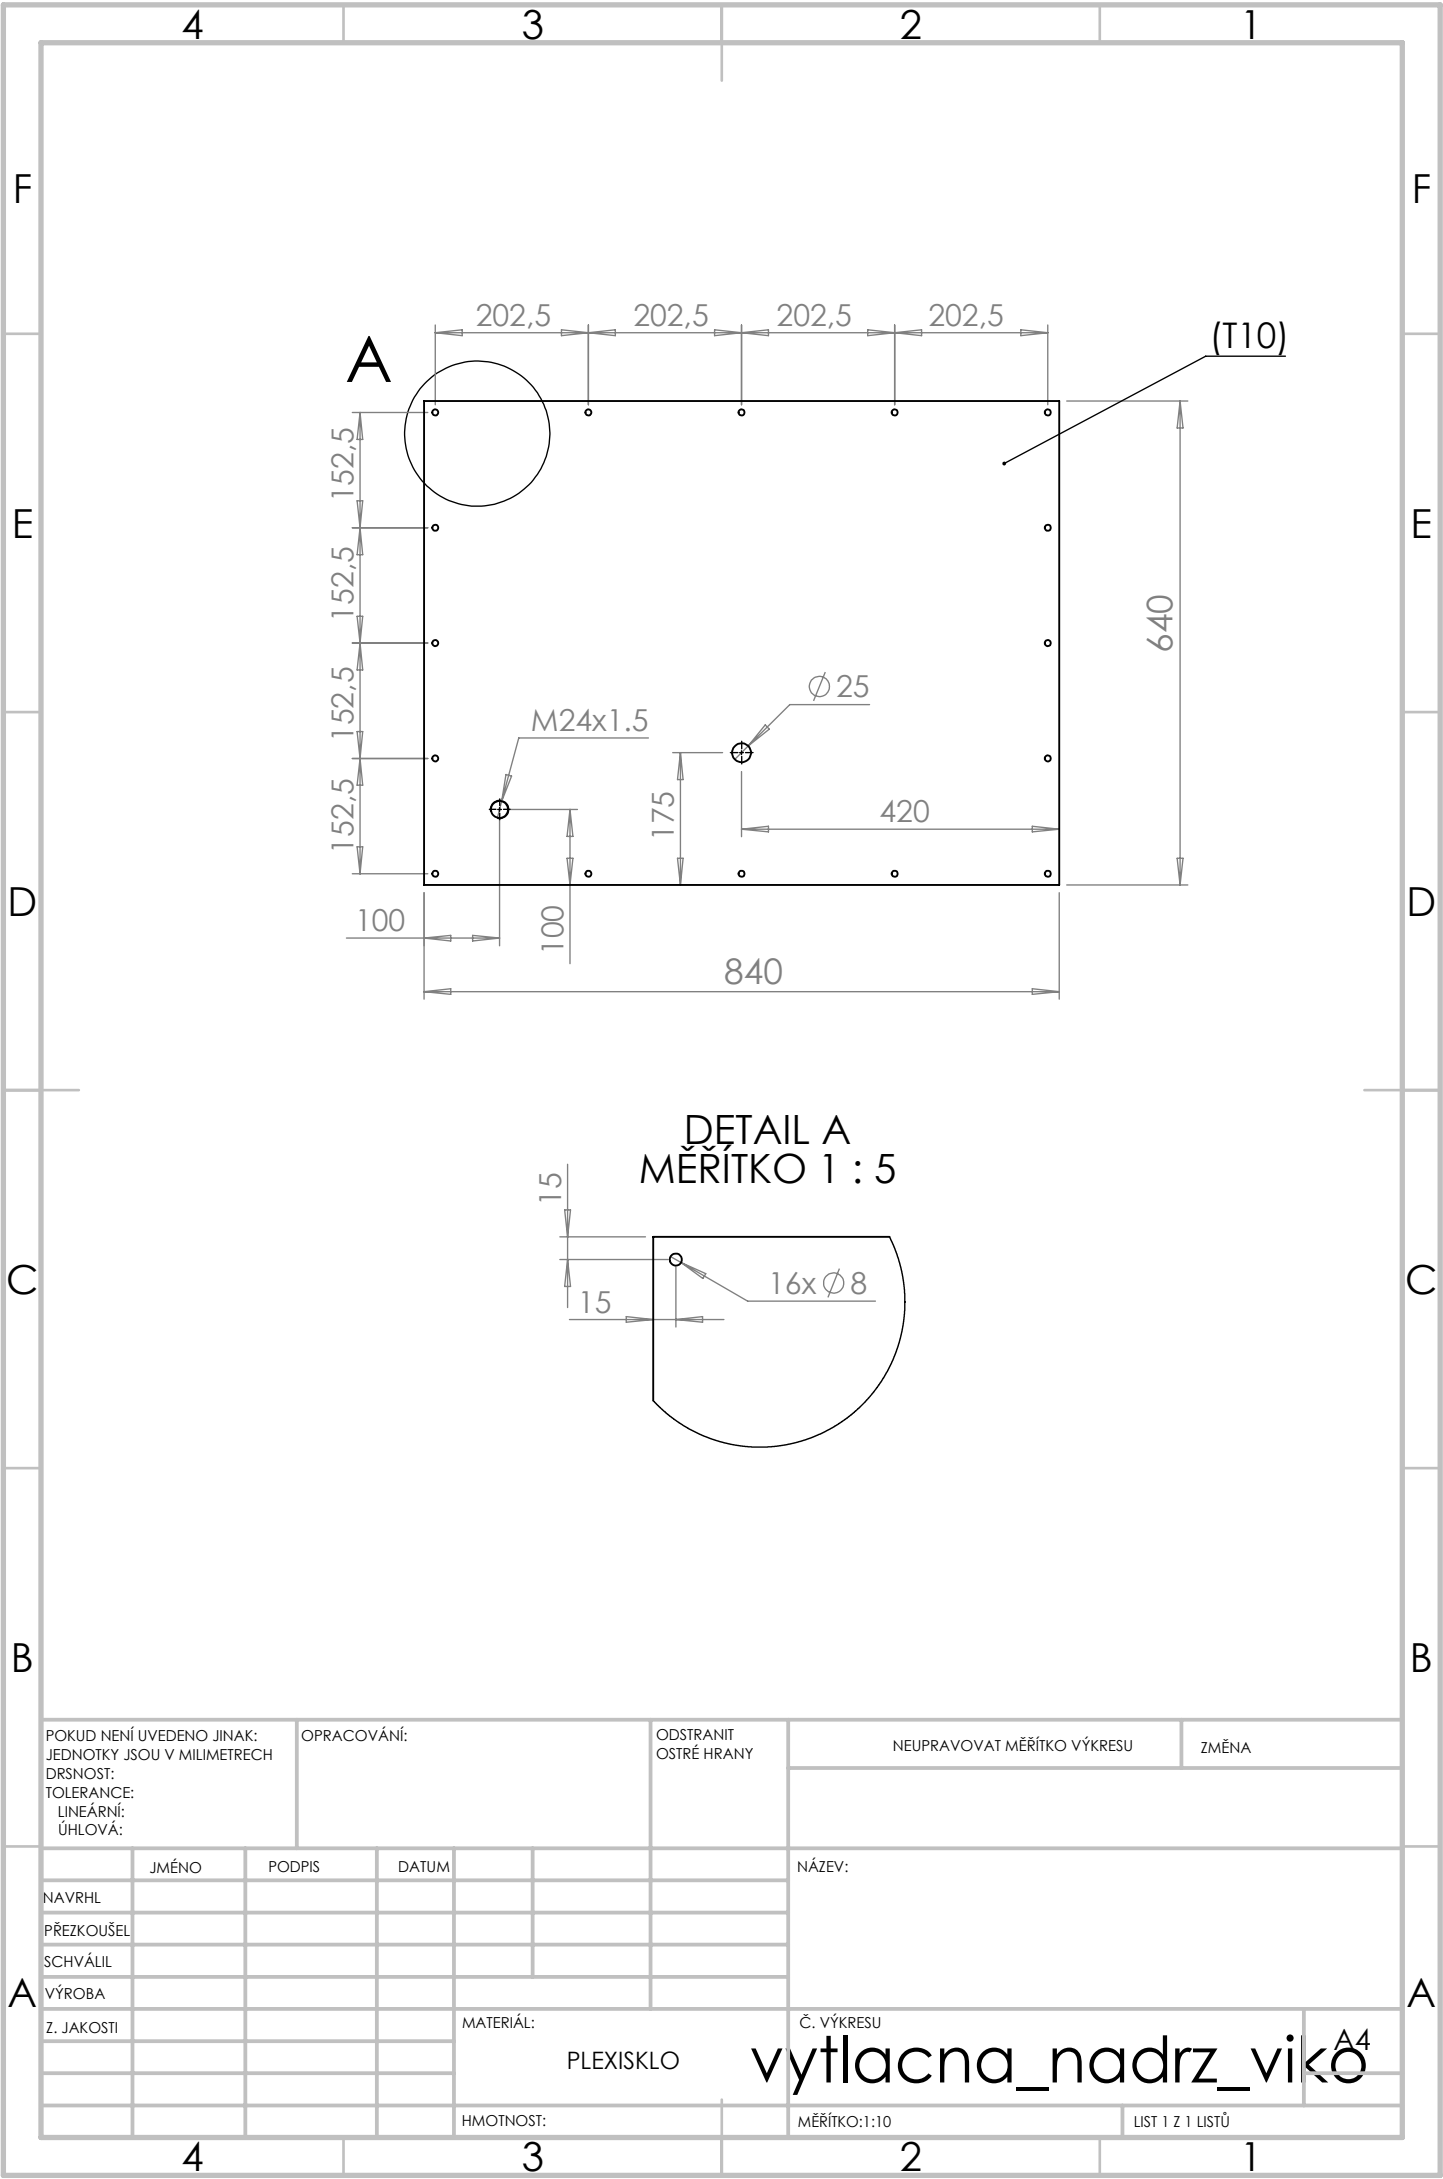 4 3 2 1
F F
202,5 202,5 202,5 202,5
(T10)
A
152,5
E E
152,5
640
152,5
Ø25
M24x1.5
152,5
175
420
D D
100
100
840
DETAIL A
MĚŘÍTKO 1 : 5
15
C C
16x Ø8
15
B B
POKUD NENÍ UVEDENO JINAK:
JEDNOTKY JSOU V MILIMETRECH
DRSNOST:
TOLERANCE:
LINEÁRNÍ:
ÚHLOVÁ:
OPRACOVÁNÍ:
ODSTRANIT
OSTRÉ HRANY
NEUPRAVOVAT MĚŘÍTKO VÝKRESU
ZMĚNA
JMÉNO PODPIS DATUM
NÁZEV:
NAVRHL
PŘEZKOUŠEL
SCHVÁLIL
VÝROBA
A A
Z. JAKOSTI
MATERIÁL:
PLEXISKLO
Č. VÝKRESU
vytlacna_nadrz_viko
A4
HMOTNOST:
MĚŘÍTKO:1:10
LIST 1 Z 1 LISTŮ
4 3 2 1